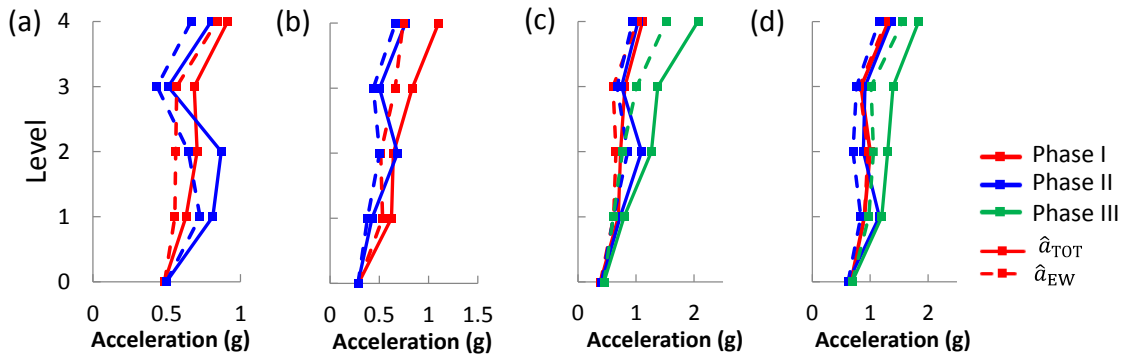 (a)
(b)
(c)
(d)
Level
4
3
2
1
0
0 0.5 1
0 0.5 1 1.5
0 1 2
0 1 2
Acceleration (g)
Acceleration (g)
Acceleration (g)
Acceleration (g)
Phase I
Phase II
Phase III
â_TOT
â_EW